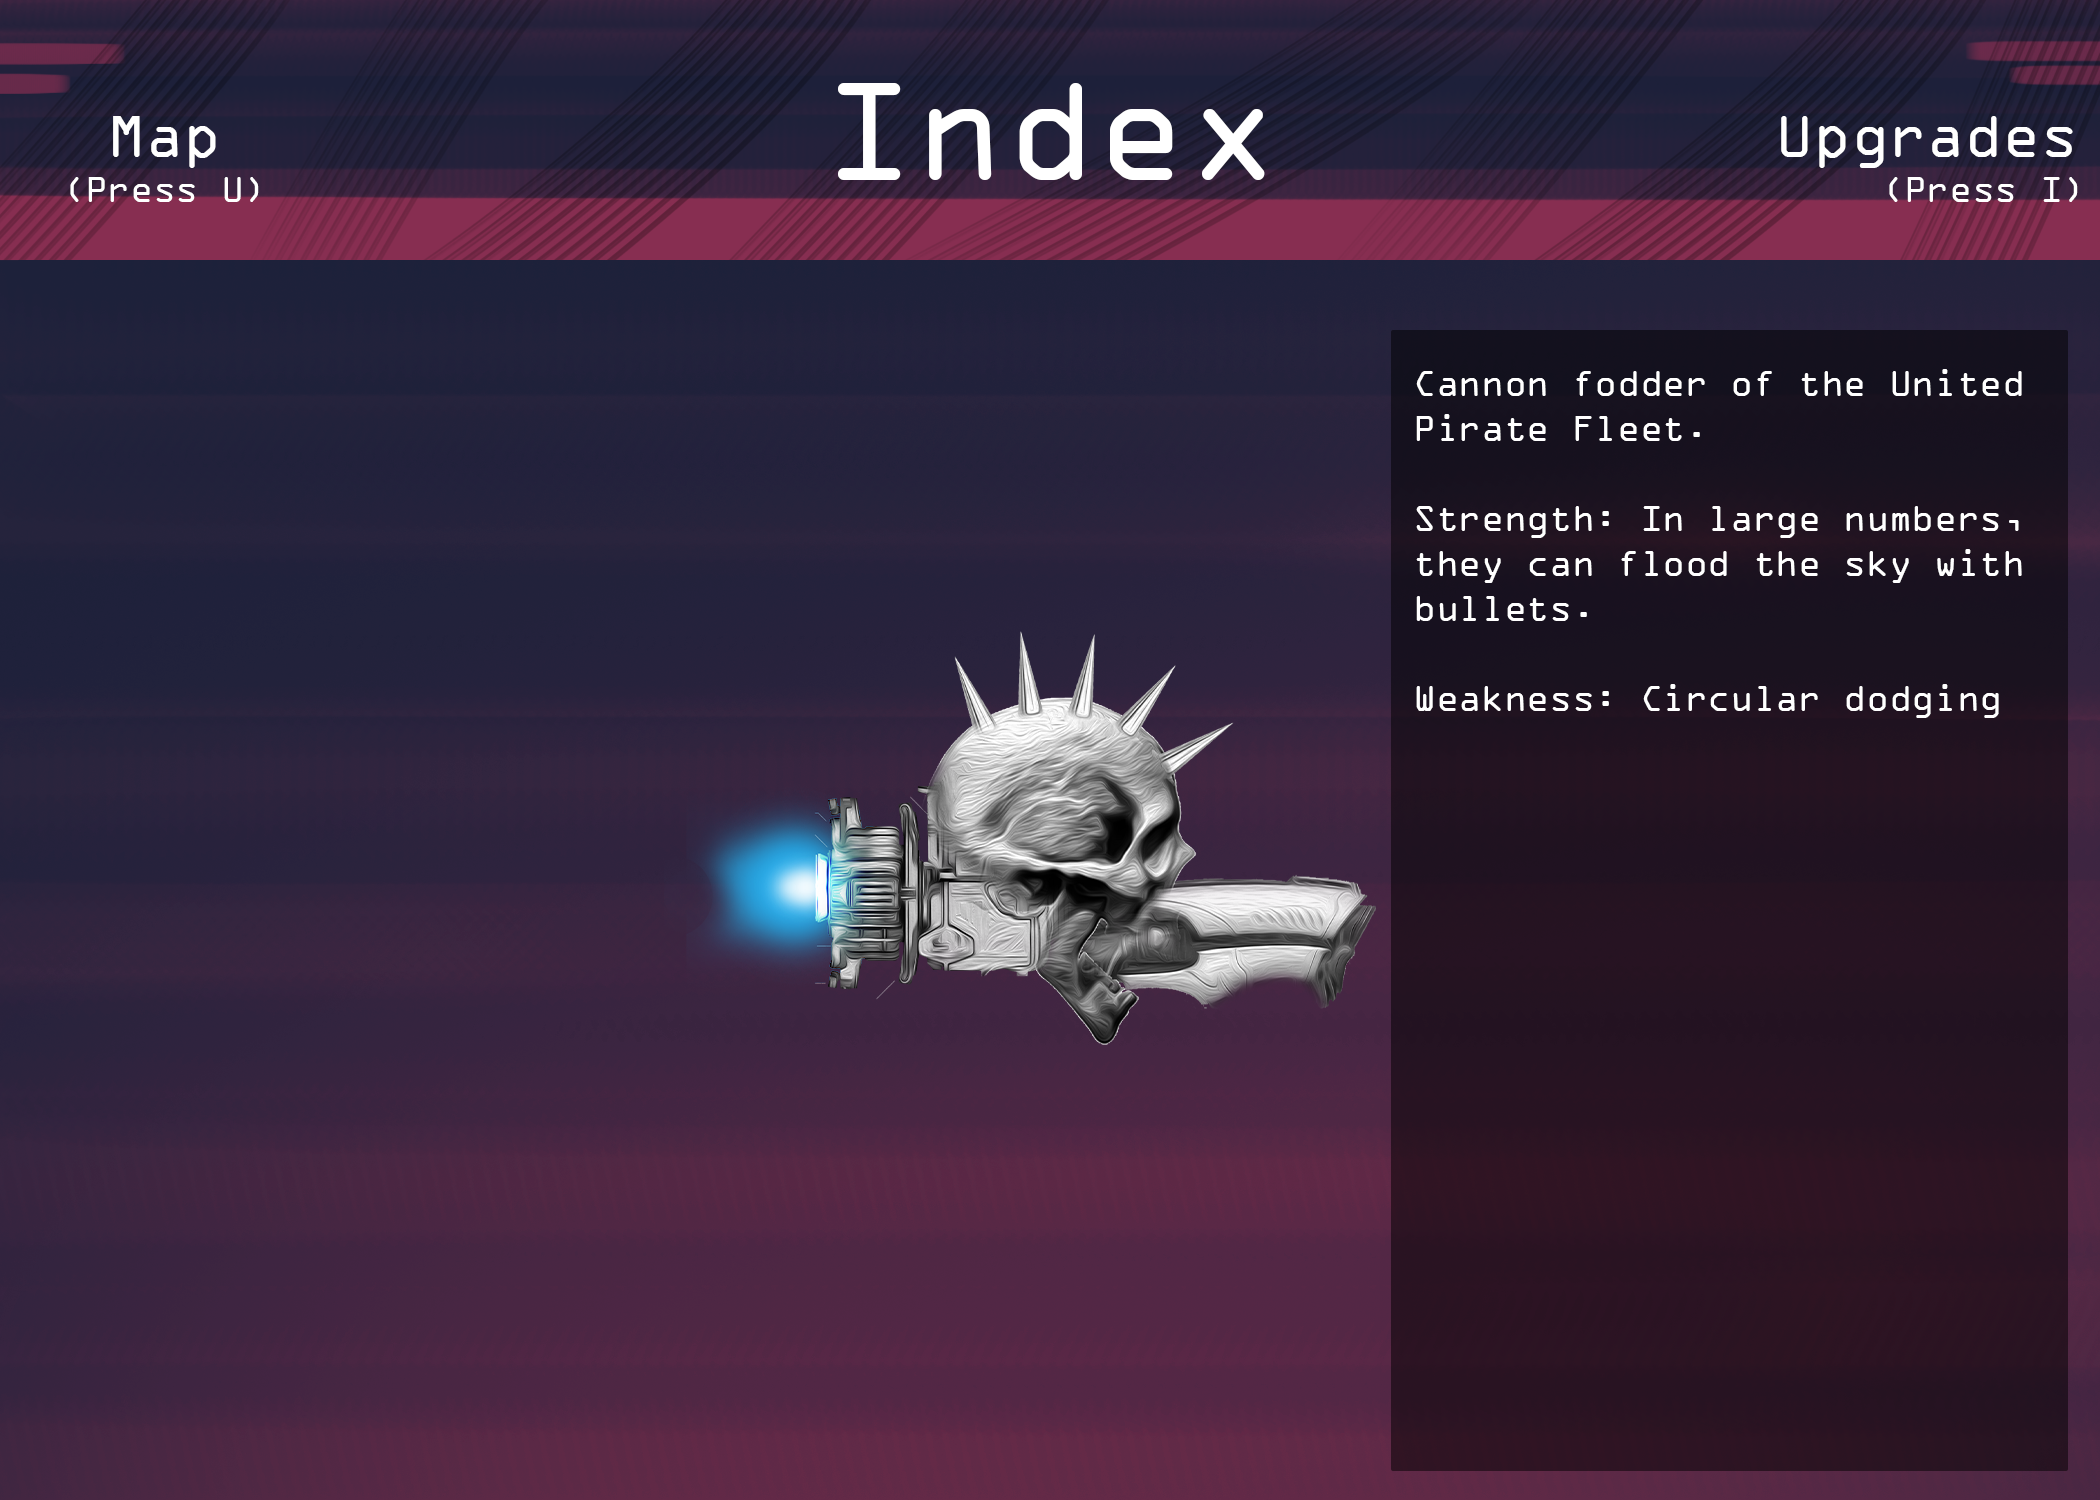 Index
Map
(Press U)
Upgrades
(Press I)
Cannon fodder of the United
Pirate Fleet.
Strength: In large numbers,
they can flood the sky with
bullets.
Weakness: Circular dodging